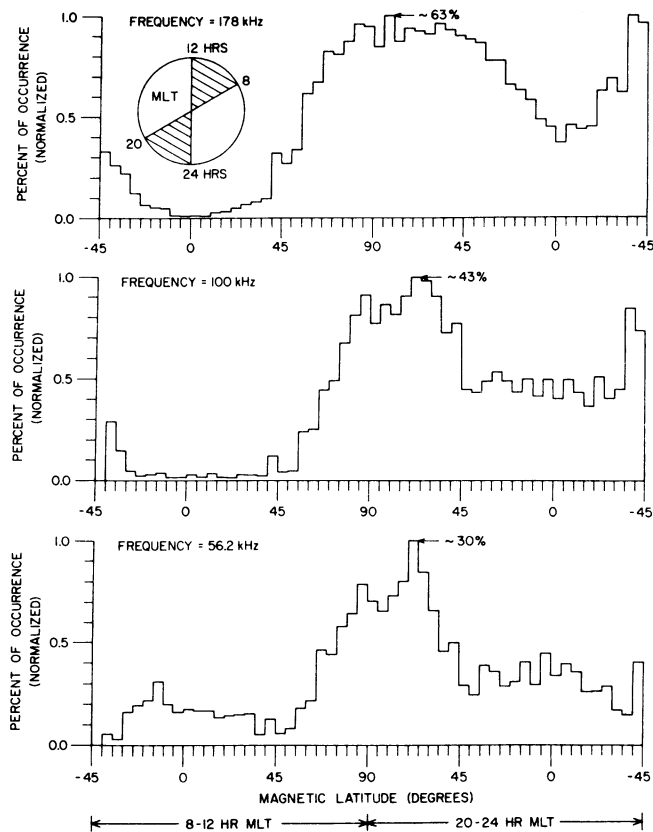 FREQUENCY = 178 kHz
~63%
12 HRS
8
MLT
20
24 HRS
PERCENT OF OCCURRENCE
(NORMALIZED)
1.0
0.5
0.0
-45 0 45 90 45 0 -45
FREQUENCY = 100 kHz
~43%
PERCENT OF OCCURRENCE
(NORMALIZED)
1.0
0.5
0.0
-45 0 45 90 45 0 -45
FREQUENCY = 56.2 kHz
~30%
PERCENT OF OCCURRENCE
(NORMALIZED)
1.0
0.5
0.0
-45 0 45 90 45 0 -45
MAGNETIC LATITUDE (DEGREES)
8-12 HR MLT
20-24 HR MLT